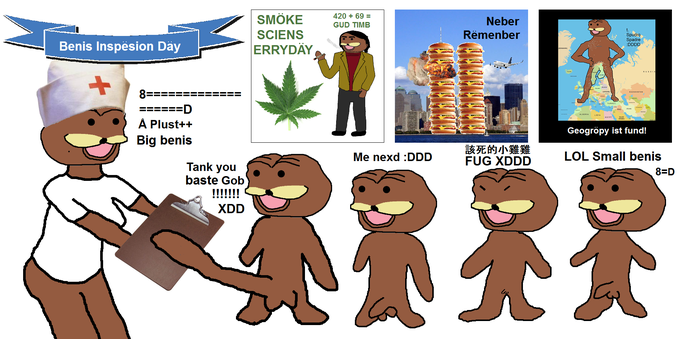 Benis Inspesion Day
8=============
======D
A Plust++
Big benis
SMÖKE
SCIENS
ERRYDÄY
420 + 69 =
GUD TIMB
Neber
Remenber
Geogröpy ist fund!
Tank you
baste Gob
!!!!!!!
XDD
Me nexd :DDD
該死的小雞雞
FUG XDDD
LOL Small benis
8=D